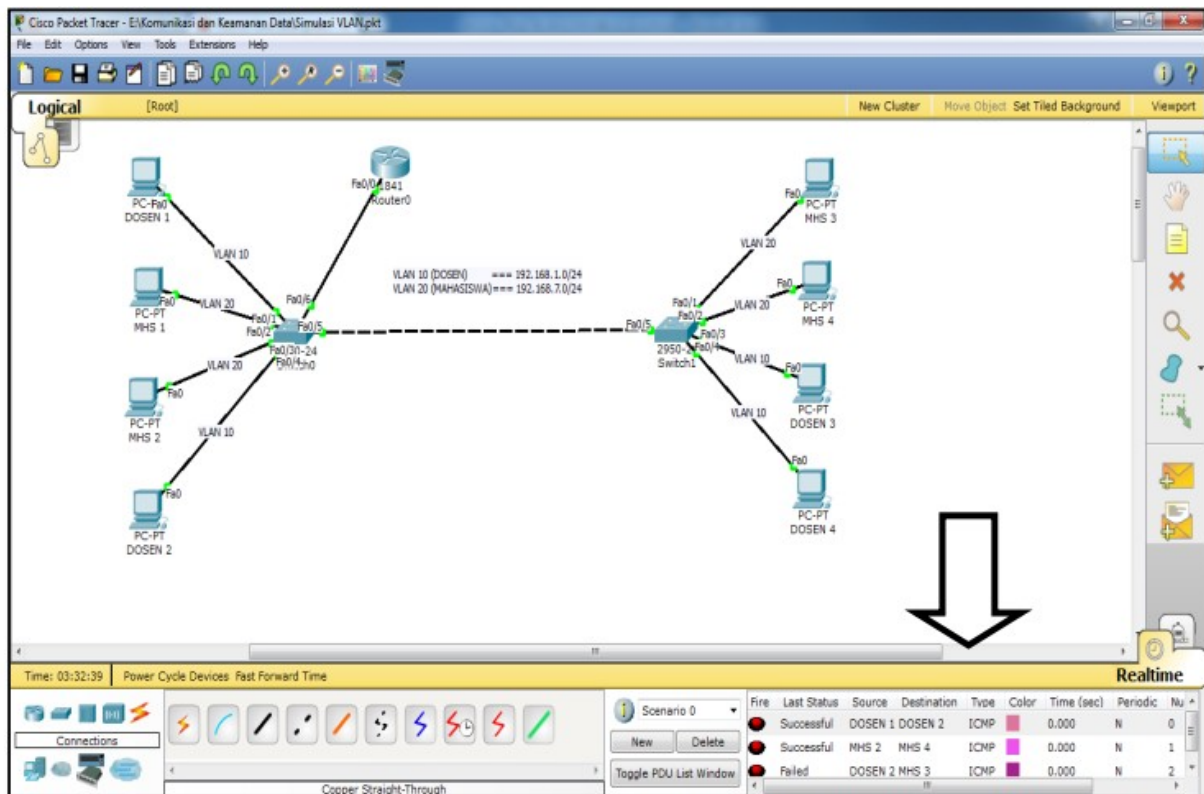 Cisco Packet Tracer - E:\Komunikasi dan Keamanan Data\Simulasi VLAN.pkt
File Edit Options View Tools Extensions Help
Logical [Root] New Cluster Move Object Set Tiled Background Viewport
Fa0/0 1841
Router0
PC-
Fa0
DOSEN 1
VLAN 10
Fa0
PC-PT
MHS 1
VLAN 20
Fa0
PC-PT
MHS 2
VLAN 20
Fa0
PC-PT
DOSEN 2
VLAN 10
Fa0/6
Fa0/1
Fa0/2
Fa0/5
Fa0/3
Fa0/4
VLAN 10 (DOSEN) === 192.168.1.0/24
VLAN 20 (MAHASISWA)=== 192.168.7.0/24
Fa0/5
Fa0/1
Fa0/2
Fa0/3
Fa0/4
Switch1
Fa0
PC-PT
MHS 3
VLAN 20
Fa0
PC-PT
MHS 4
VLAN 20
Fa0
PC-PT
DOSEN 3
VLAN 10
Fa0
PC-PT
DOSEN 4
VLAN 10
Time: 03:32:39 Power Cycle Devices Fast Forward Time Realtime
Connections
Copper Straight-Through
Scenario 0
New Delete
Toggle PDU List Window
Fire Last Status Source Destination Type Color Time (sec) Periodic Nu
Successful DOSEN 1 DOSEN 2 ICMP 0.000 N 0
Successful MHS 2 MHS 4 ICMP 0.000 N 1
Failed DOSEN 2 MHS 3 ICMP 0.000 N 2